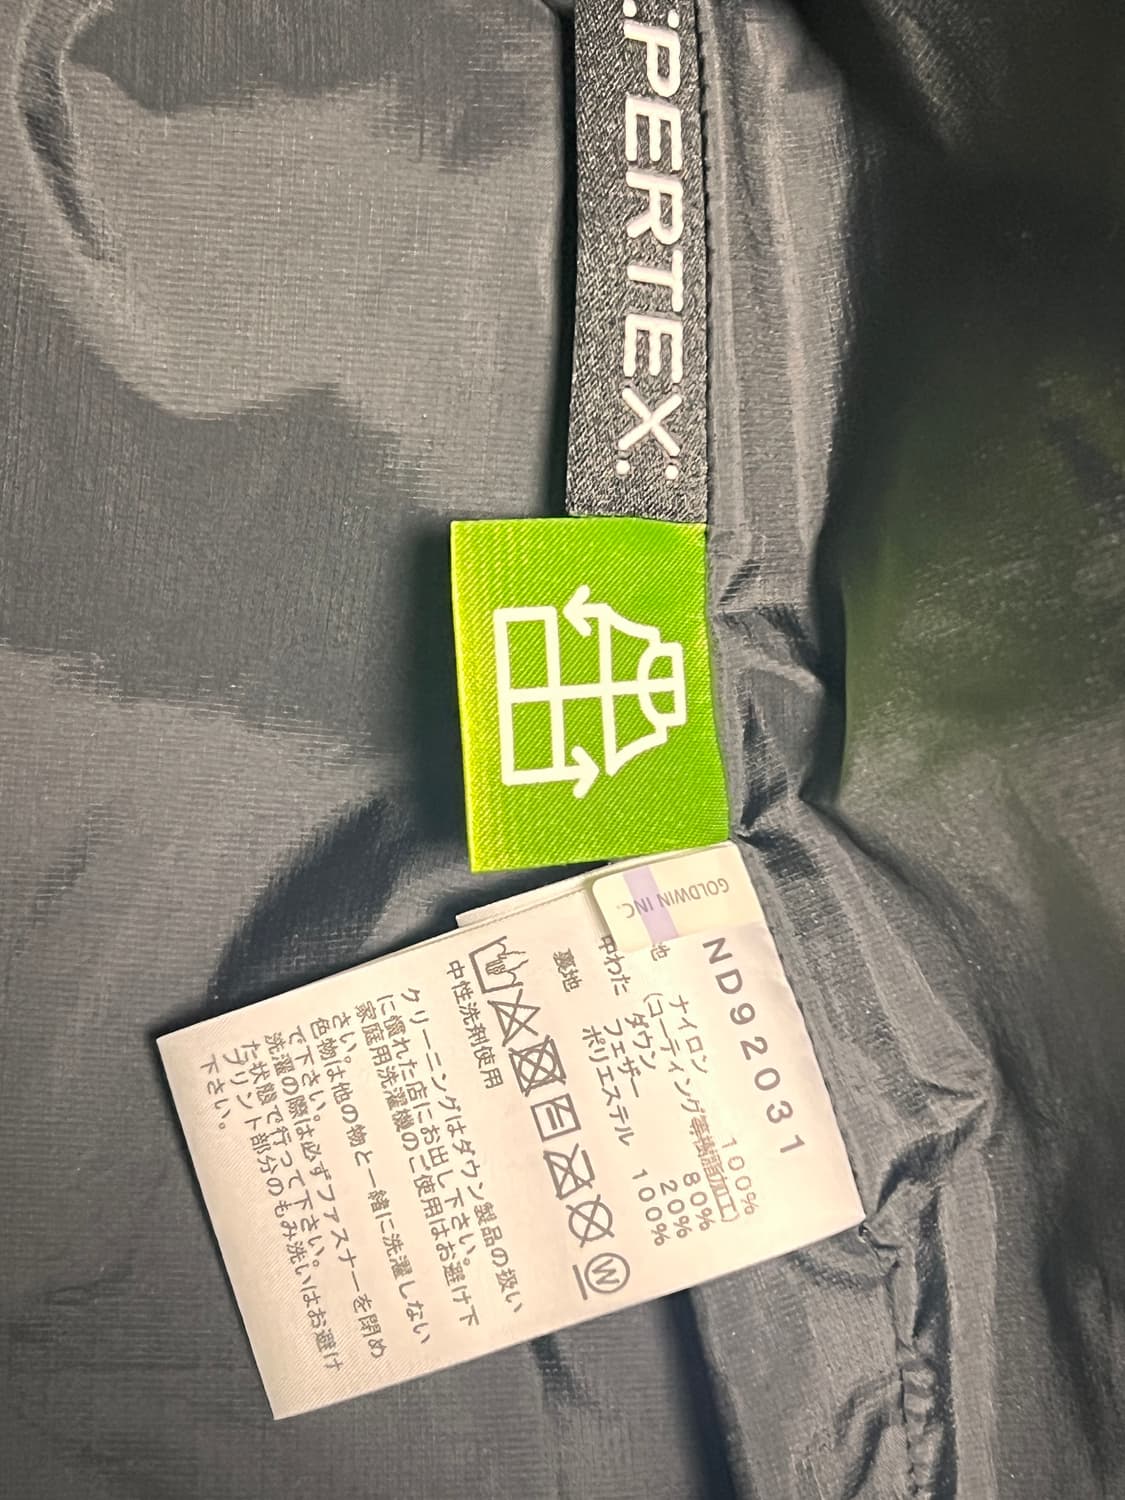 PERTEX
GOLDWIN INC.
ND92031
地 ナイロン 100%
(コーティング等樹脂加工)
中わた ダウン 80%
フェザー 20%
裏地 ポリエステル 100%
W
中性洗剤使用
クリーニングはダウン製品の扱い
に慣れた店にお出し下さい。
家庭用洗濯機のご使用はお避け下
さい。
色物は他の物と一緒に洗濯しない
で下さい。
洗濯の際は必ずファスナーを閉め
た状態で行って下さい。
プリント部分のもみ洗いはお避け
下さい。